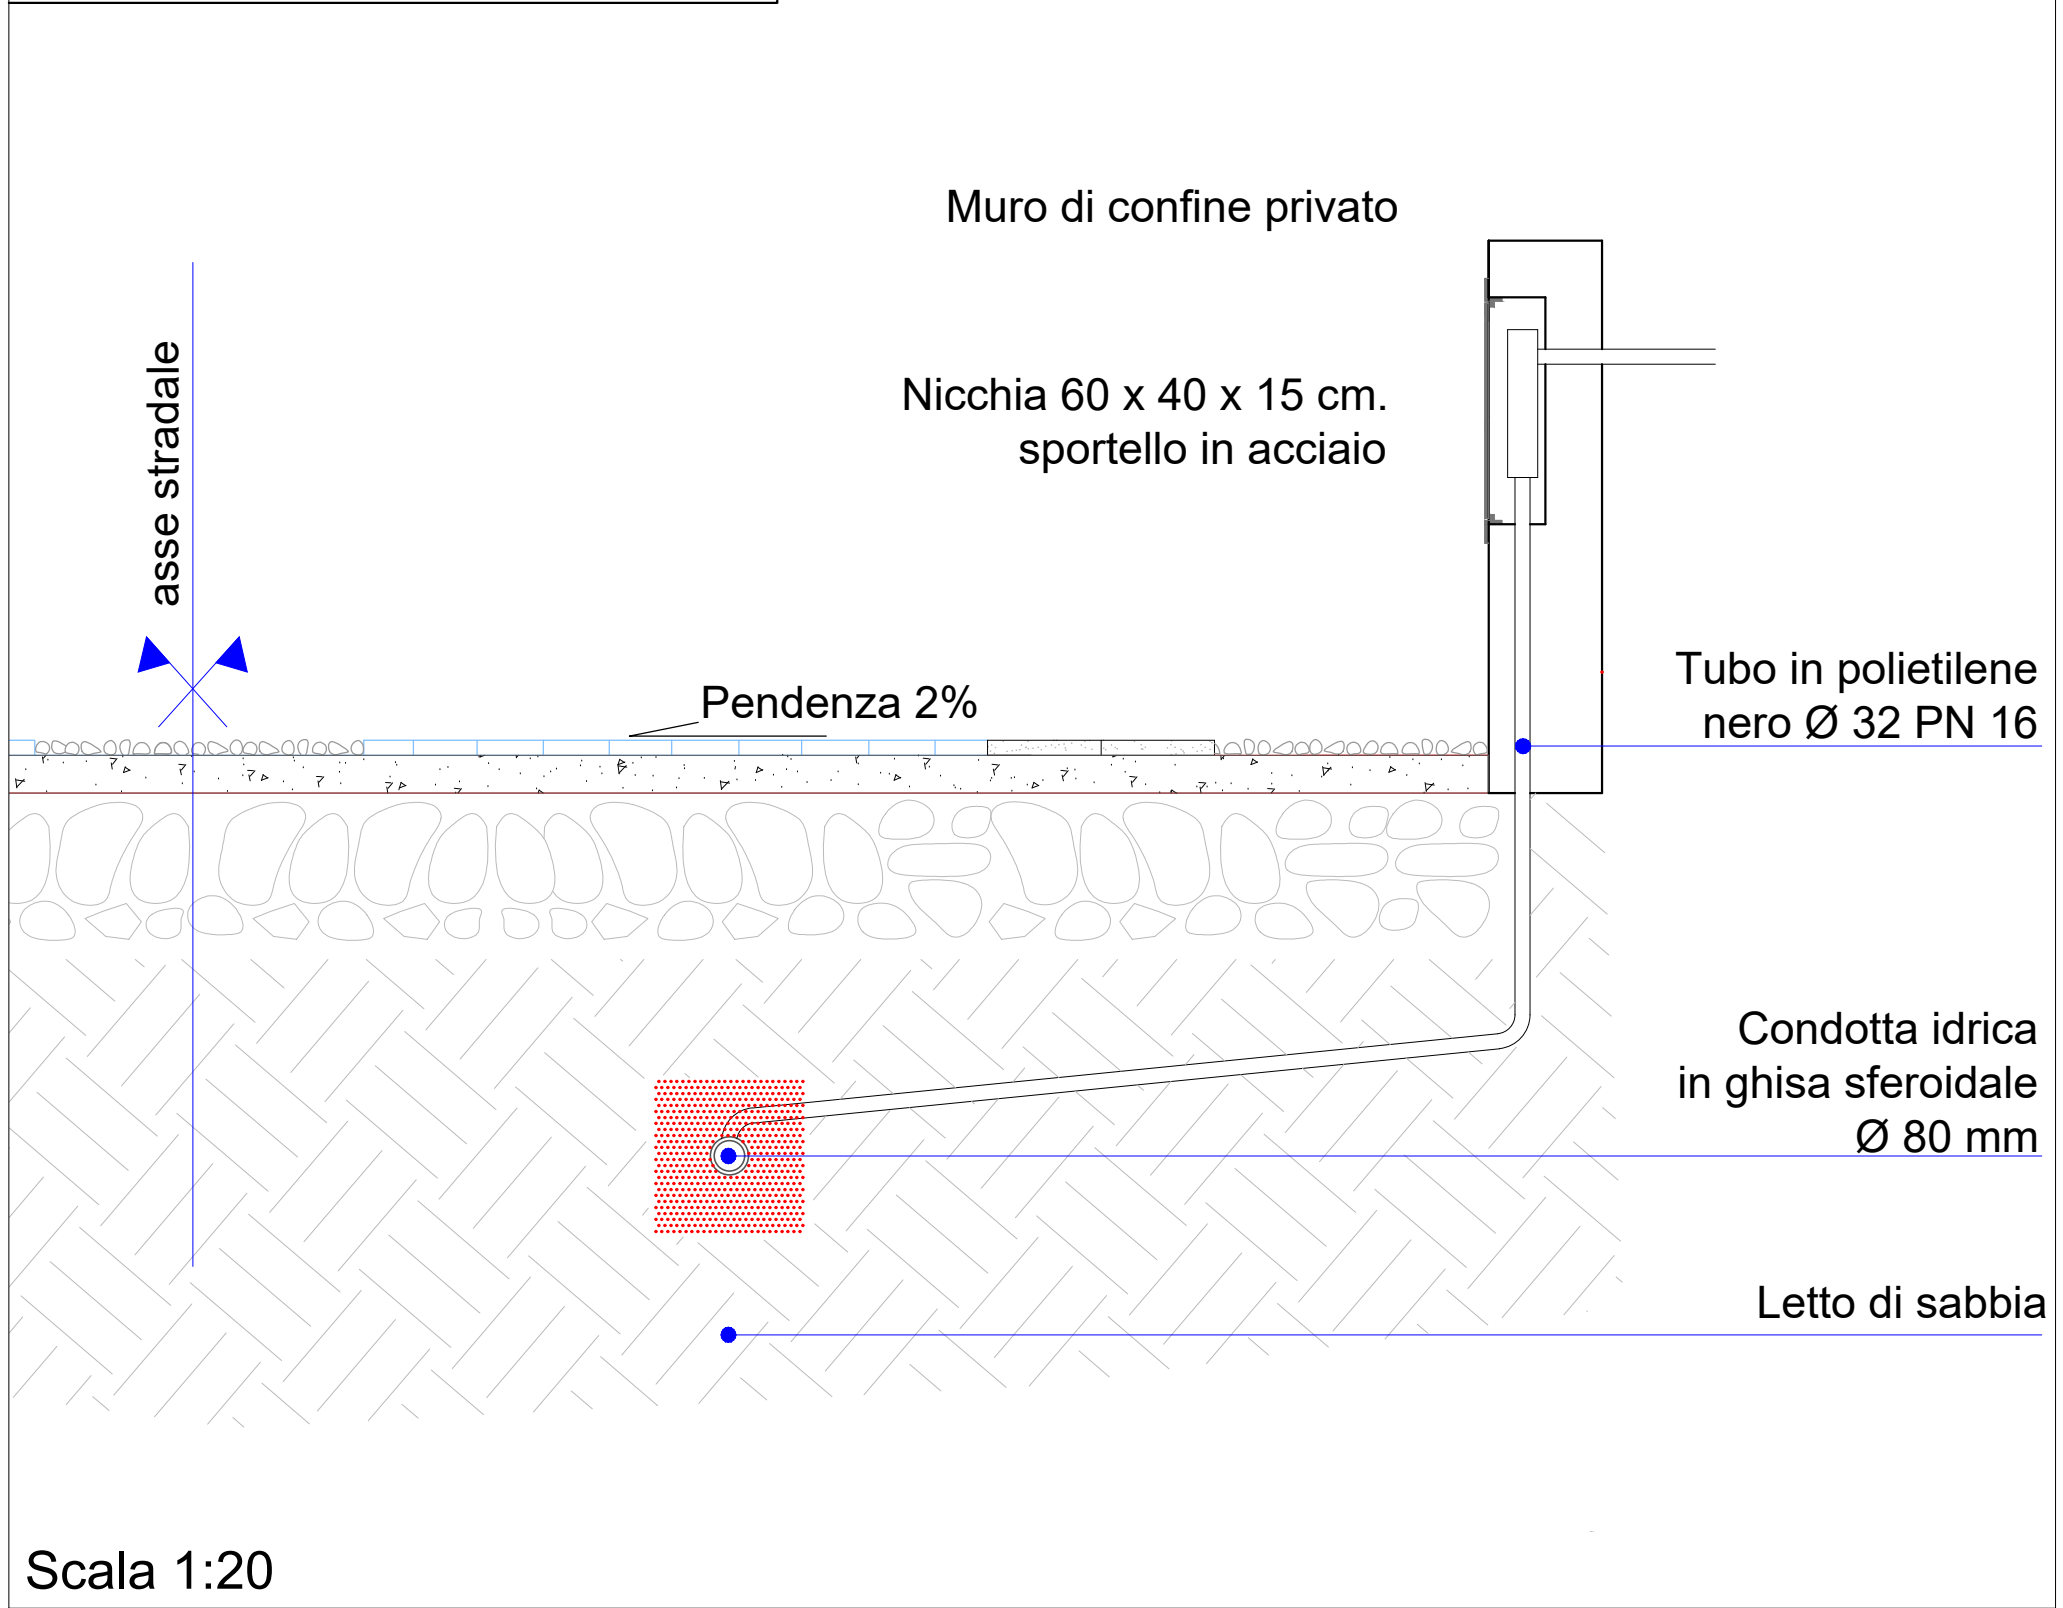 Muro di confine privato
asse stradale
Nicchia 60 x 40 x 15 cm.
sportello in acciaio
Tubo in polietilene
nero Ø 32 PN 16
Pendenza 2%
Condotta idrica
in ghisa sferoidale
Ø 80 mm
Letto di sabbia
Scala 1:20